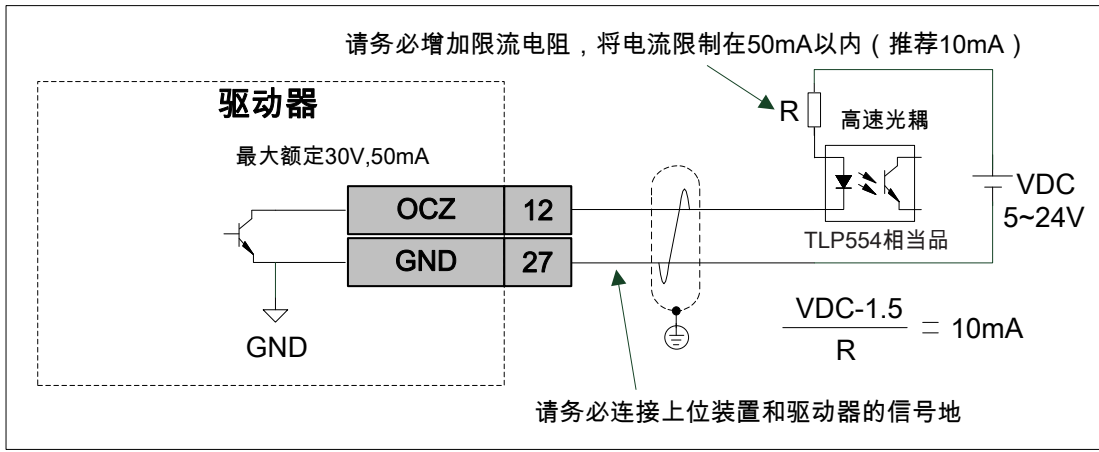 请务必增加限流电阻，将电流限制在50mA以内（推荐10mA）
驱动器
R
高速光耦
最大额定30V,50mA
OCZ 12
VDC
5~24V
TLP554相当品
GND 27
GND
VDC-1.5
R
= 10mA
请务必连接上位装置和驱动器的信号地